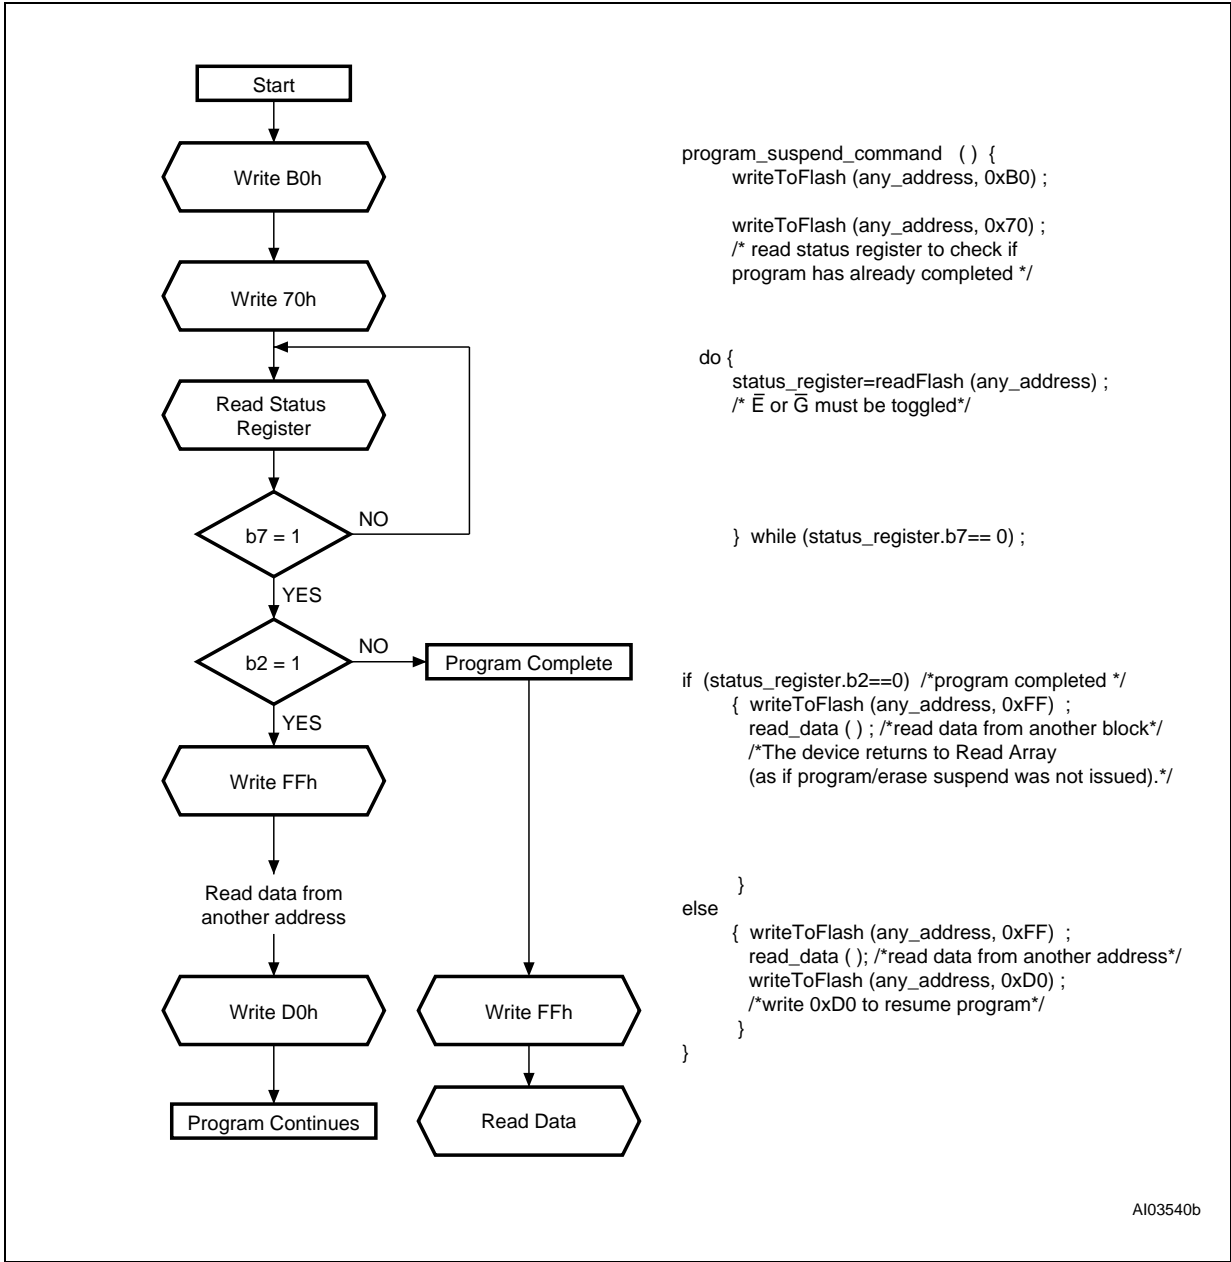 Start
Write B0h
Write 70h
Read Status
Register
b7 = 1
NO
YES
b2 = 1
NO
Program Complete
YES
Write FFh
Read data from
another address
Write D0h
Write FFh
Program Continues
Read Data
program_suspend_command ( ) {
writeToFlash (any_address, 0xB0) ;
writeToFlash (any_address, 0x70) ;
/* read status register to check if
program has already completed */
do {
status_register=readFlash (any_address) ;
/* E̅ or G̅ must be toggled*/
} while (status_register.b7== 0) ;
if (status_register.b2==0) /*program completed */
{ writeToFlash (any_address, 0xFF) ;
read_data ( ) ; /*read data from another block*/
/*The device returns to Read Array
(as if program/erase suspend was not issued).*/
}
else
{ writeToFlash (any_address, 0xFF) ;
read_data ( ); /*read data from another address*/
writeToFlash (any_address, 0xD0) ;
/*write 0xD0 to resume program*/
}
}
AI03540b